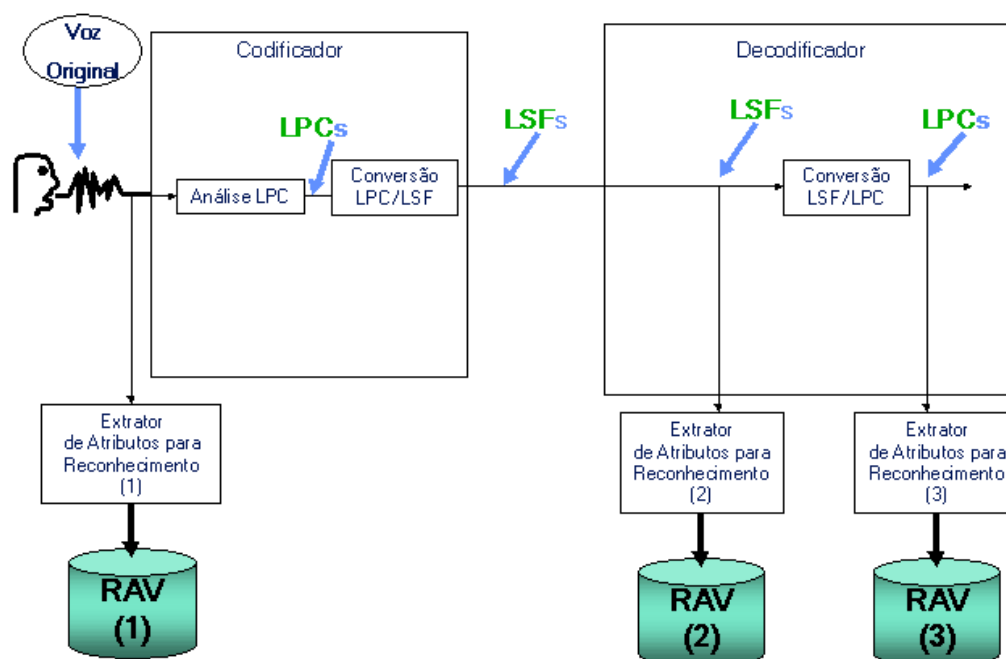 Voz
Original
Codificador
Decodificador
LPCs
LSFs
LSFs
LPCs
Análise LPC
Conversão
LPC/LSF
Conversão
LSF/LPC
Extrator
de Atributos para
Reconhecimento
(1)
Extrator
de Atributos para
Reconhecimento
(2)
Extrator
de Atributos para
Reconhecimento
(3)
RAV
(1)
RAV
(2)
RAV
(3)